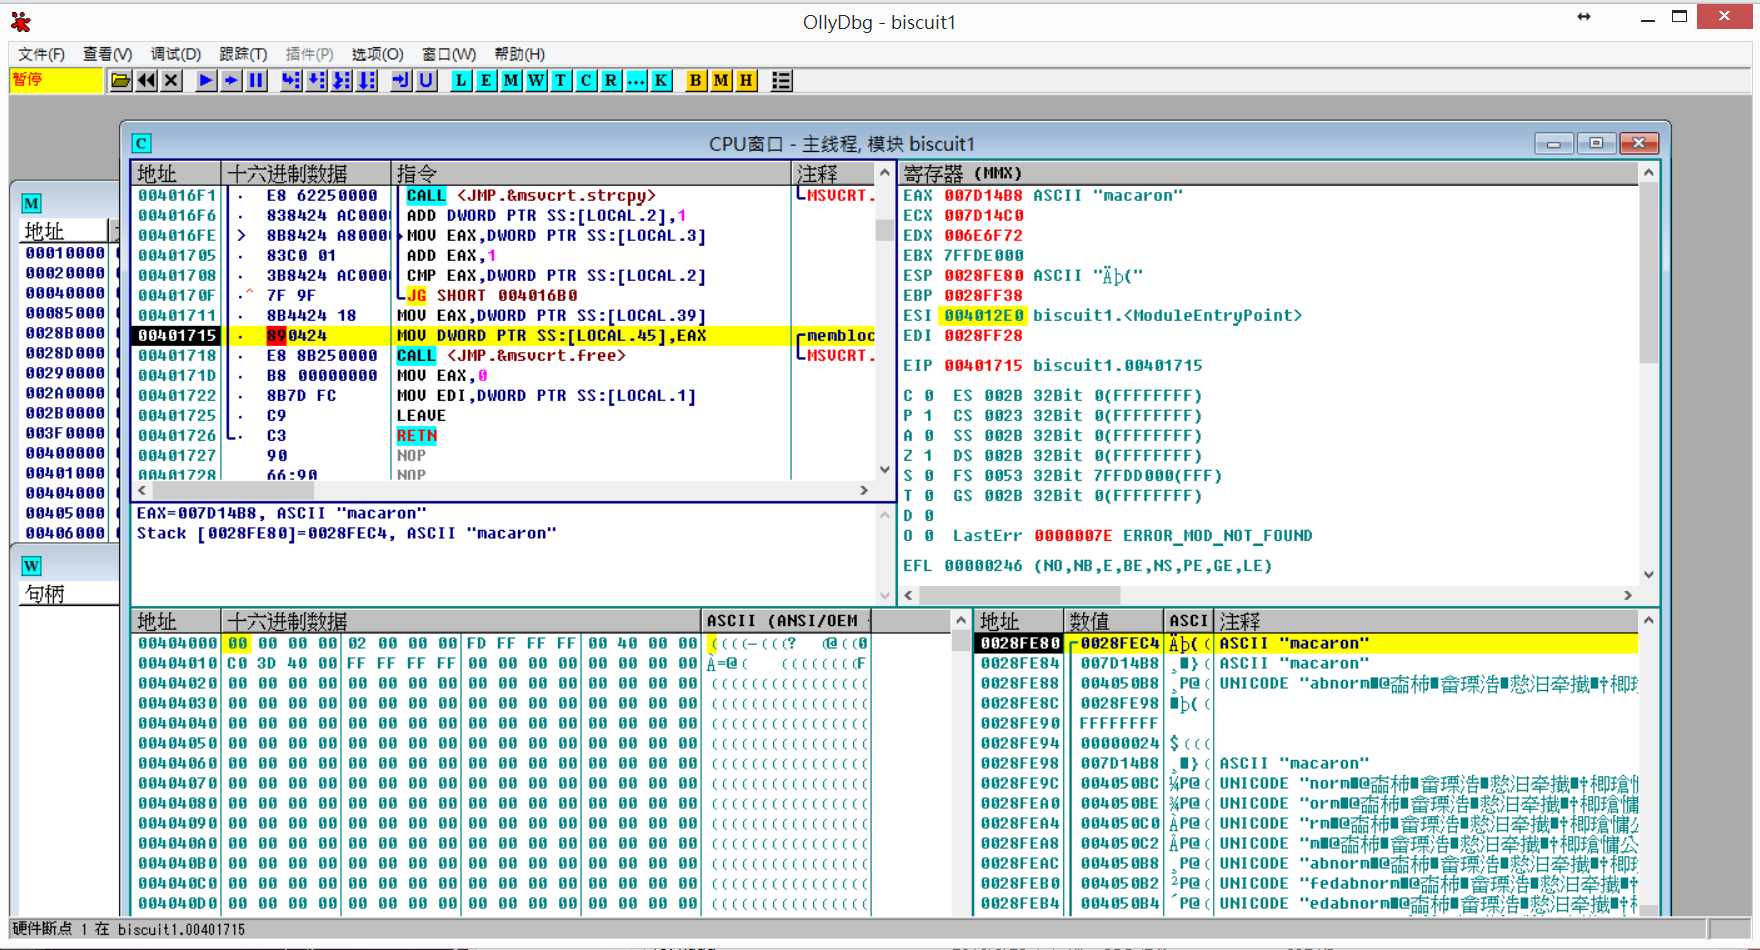 OllyDbg - biscuit1
文件(F) 查看(V) 调试(D) 跟踪(T) 插件(P) 选项(O) 窗口(W) 帮助(H)
暂停 L E M W T C R ... K B M H
CPU窗口 - 主线程, 模块 biscuit1
地址 十六进制数据 指令 注释
004016F1 · E8 62250000 CALL <JMP.&msvcrt.strcpy> MSVCRT.
004016F6 · 838424 AC000 ADD DWORD PTR SS:[LOCAL.2],1
004016FE > 8B8424 A8000 MOV EAX,DWORD PTR SS:[LOCAL.3]
00401705 · 83C0 01 ADD EAX,1
00401708 · 3B8424 AC000 CMP EAX,DWORD PTR SS:[LOCAL.2]
0040170F ·^ 7F 9F JG SHORT 004016B0
00401711 · 8B4424 18 MOV EAX,DWORD PTR SS:[LOCAL.39]
00401715 · 890424 MOV DWORD PTR SS:[LOCAL.45],EAX membloc
00401718 · E8 8B250000 CALL <JMP.&msvcrt.free> MSVCRT.
0040171D · B8 00000000 MOV EAX,0
00401722 · 8B7D FC MOV EDI,DWORD PTR SS:[LOCAL.1]
00401725 · C9 LEAVE
00401726 · C3 RETN
00401727 90 NOP
00401728 66:90 NOP
EAX=007D14B8, ASCII "macaron"
Stack [0028FE80]=0028FEC4, ASCII "macaron"
寄存器 (MMX)
EAX 007D14B8 ASCII "macaron"
ECX 007D14C0
EDX 006E6F72
EBX 7FFDE000
ESP 0028FE80 ASCII "Äþ("
EBP 0028FF38
ESI 004012E0 biscuit1.<ModuleEntryPoint>
EDI 0028FF28
EIP 00401715 biscuit1.00401715
C 0 ES 002B 32Bit 0(FFFFFFFF)
P 1 CS 0023 32Bit 0(FFFFFFFF)
A 0 SS 002B 32Bit 0(FFFFFFFF)
Z 1 DS 002B 32Bit 0(FFFFFFFF)
S 0 FS 0053 32Bit 7FFDD000(FFF)
T 0 GS 002B 32Bit 0(FFFFFFFF)
D 0
O 0 LastErr 0000007E ERROR_MOD_NOT_FOUND
EFL 00000246 (NO,NB,E,BE,NS,PE,GE,LE)
M
地址
00010000
00020000
00040000
00085000
0028B000
0028D000
00290000
002A0000
002B0000
003F0000
00400000
00401000
00404000
00405000
00406000
W
句柄
地址 十六进制数据 ASCII (ANSI/OEM
00404000 00 00 00 00 02 00 00 00 FD FF FF FF 00 40 00 00
00404010 C0 3D 40 00 FF FF FF FF 00 00 00 00 00 00 00 00
00404020 00 00 00 00 00 00 00 00 00 00 00 00 00 00 00 00
00404030 00 00 00 00 00 00 00 00 00 00 00 00 00 00 00 00
00404040 00 00 00 00 00 00 00 00 00 00 00 00 00 00 00 00
00404050 00 00 00 00 00 00 00 00 00 00 00 00 00 00 00 00
00404060 00 00 00 00 00 00 00 00 00 00 00 00 00 00 00 00
00404070 00 00 00 00 00 00 00 00 00 00 00 00 00 00 00 00
00404080 00 00 00 00 00 00 00 00 00 00 00 00 00 00 00 00
00404090 00 00 00 00 00 00 00 00 00 00 00 00 00 00 00 00
004040A0 00 00 00 00 00 00 00 00 00 00 00 00 00 00 00 00
004040B0 00 00 00 00 00 00 00 00 00 00 00 00 00 00 00 00
004040C0 00 00 00 00 00 00 00 00 00 00 00 00 00 00 00 00
004040D0 00 00 00 00 00 00 00 00 00 00 00 00 00 00 00 00
地址 数值 ASCI 注释
0028FE80 0028FEC4 Äþ( ( ASCII "macaron"
0028FE84 007D14B8 ASCII "macaron"
0028FE88 004050B8 UNICODE "abnorm
0028FE8C 0028FE98
0028FE90 FFFFFFFF
0028FE94 00000024 $(((
0028FE98 007D14B8 ASCII "macaron"
0028FE9C 004050BC ¼P@( UNICODE "norm
0028FEA0 004050BE ¾P@( UNICODE "orm
0028FEA4 004050C0 ÀP@( UNICODE "rm
0028FEA8 004050C2 ÂP@( UNICODE "m
0028FEAC 004050B8 UNICODE "abnorm
0028FEB0 004050B2 ²P@( UNICODE "fedabnorm
0028FEB4 004050B4 ´P@( UNICODE "edabnorm
硬件断点 1 在 biscuit1.00401715